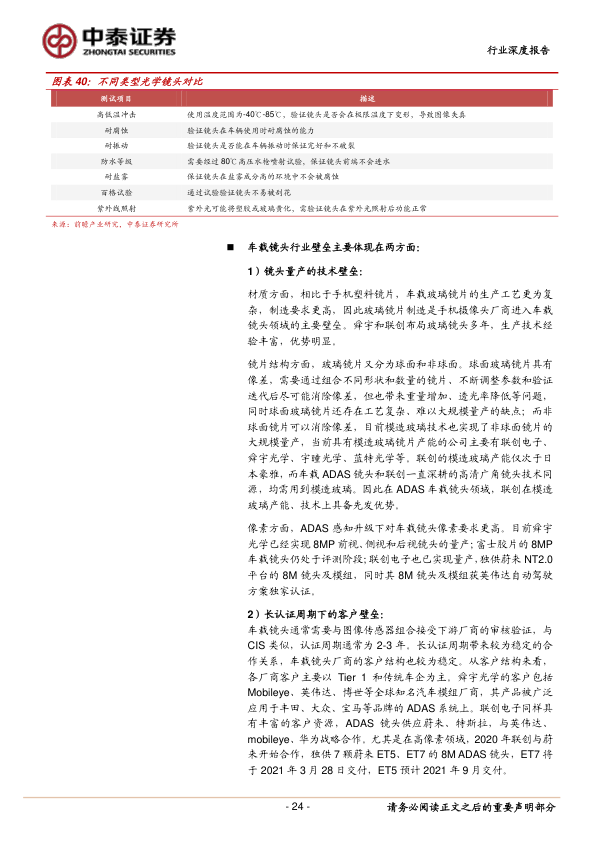 中泰证券
ZHONGTAI SECURITIES
行业深度报告
图表 40：不同类型光学镜头对比
测试项目 描述
高低温冲击 使用温度范围为-40℃-85℃，验证镜头是否会在极限温度下变形，导致图像失真
耐腐蚀 验证镜头在车辆使用时耐腐蚀的能力
耐振动 验证镜头是否能在车辆振动时保证完好和不破裂
防水等级 需要经过 80℃高压水枪喷射试验，保证镜头前端不会进水
耐盐雾 保证镜头在盐雾成分高的环境中不会被腐蚀
百格试验 通过试验验证镜头不易被刮花
紫外线照射 紫外光可能将塑胶或玻璃黄化，需验证镜头在紫外光照射后功能正常
来源：前瞻产业研究，中泰证券研究所
■ 车载镜头行业壁垒主要体现在两方面：
1）镜头量产的技术壁垒：
材质方面，相比于手机塑料镜片，车载玻璃镜片的生产工艺更为复
杂，制造要求更高，因此玻璃镜片制造是手机摄像头厂商进入车载
镜头领域的主要壁垒。舜宇和联创布局玻璃镜头多年，生产技术经
验丰富，优势明显。
镜片结构方面，玻璃镜片又分为球面和非球面。球面玻璃镜片具有
像差，需要通过组合不同形状和数量的镜片、不断调整参数和验证
迭代后尽可能消除像差，但也带来重量增加、透光率降低等问题，
同时球面玻璃镜片还存在工艺复杂、难以大规模量产的缺点；而非
球面镜片可以消除像差，目前模造玻璃技术也实现了非球面镜片的
大规模量产，当前具有模造玻璃镜片产能的公司主要有联创电子、
舜宇光学、宇瞳光学、蓝特光学等。联创的模造玻璃产能仅次于日
本豪雅，而车载 ADAS 镜头和联创一直深耕的高清广角镜头技术同
源，均需用到模造玻璃。因此在 ADAS 车载镜头领域，联创在模造
玻璃产能、技术上具备先发优势。
像素方面，ADAS 感知升级下对车载镜头像素要求更高。目前舜宇
光学已经实现 8MP 前视、侧视和后视镜头的量产；富士胶片的 8MP
车载镜头仍处于评测阶段；联创电子也已实现量产，独供蔚来 NT2.0
平台的 8M 镜头及模组，同时其 8M 镜头及模组获英伟达自动驾驶
方案独家认证。
2）长认证周期下的客户壁垒：
车载镜头通常需要与图像传感器组合接受下游厂商的审核验证，与
CIS 类似，认证周期通常为 2-3 年。长认证周期带来较为稳定的合
作关系，车载镜头厂商的客户结构也较为稳定。从客户结构来看，
各厂商客户主要以 Tier 1 和传统车企为主。舜宇光学的客户包括
Mobileye、英伟达、博世等全球知名汽车模组厂商，其产品被广泛
应用于丰田、大众、宝马等品牌的 ADAS 系统上。联创电子同样具
有丰富的客户资源，ADAS 镜头供应蔚来、特斯拉，与英伟达、
mobileye、华为战略合作。尤其是在高像素领域，2020 年联创与蔚
来开始合作，独供 7 颗蔚来 ET5、ET7 的 8M ADAS 镜头，ET7 将
于 2021 年 3 月 28 日交付，ET5 预计 2021 年 9 月交付。
- 24 -
请务必阅读正文之后的重要声明部分